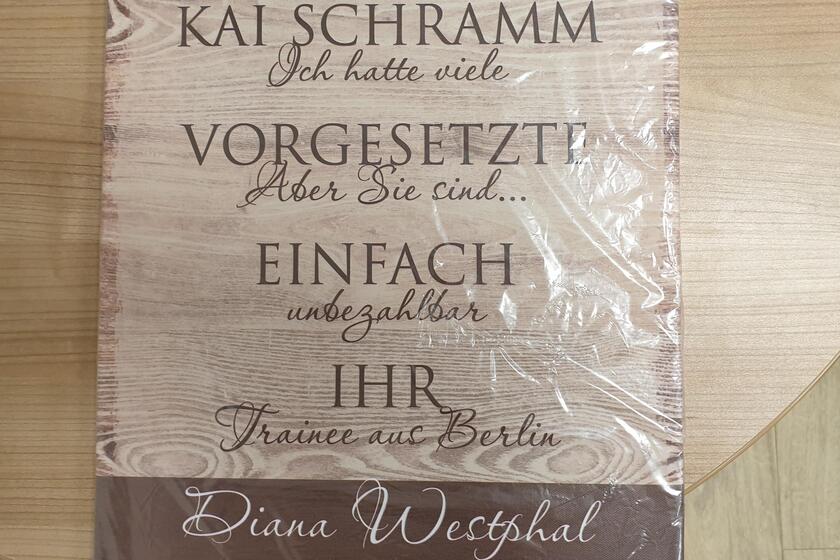 KAI SCHRAMM
Ich hatte viele
VORGESETZTE
Aber Sie sind...
EINFACH
unbezahlbar
IHR
Trainee aus Berlin
Diana Westphal